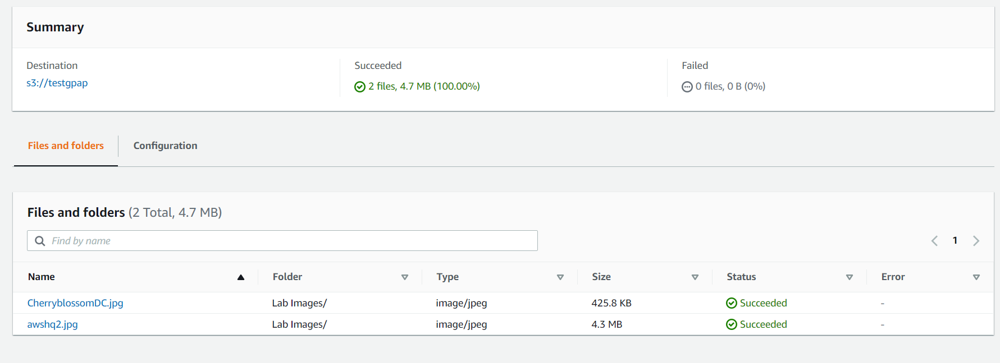 Summary
Destination Succeeded Failed
s3://testgpap 2 files, 4.7 MB (100.00%) 0 files, 0 B (0%)
Files and folders Configuration
Files and folders (2 Total, 4.7 MB)
Find by name 1
Name Folder Type Size Status Error
CherryblossomDC.jpg Lab Images/ image/jpeg 425.8 KB Succeeded -
awshq2.jpg Lab Images/ image/jpeg 4.3 MB Succeeded -